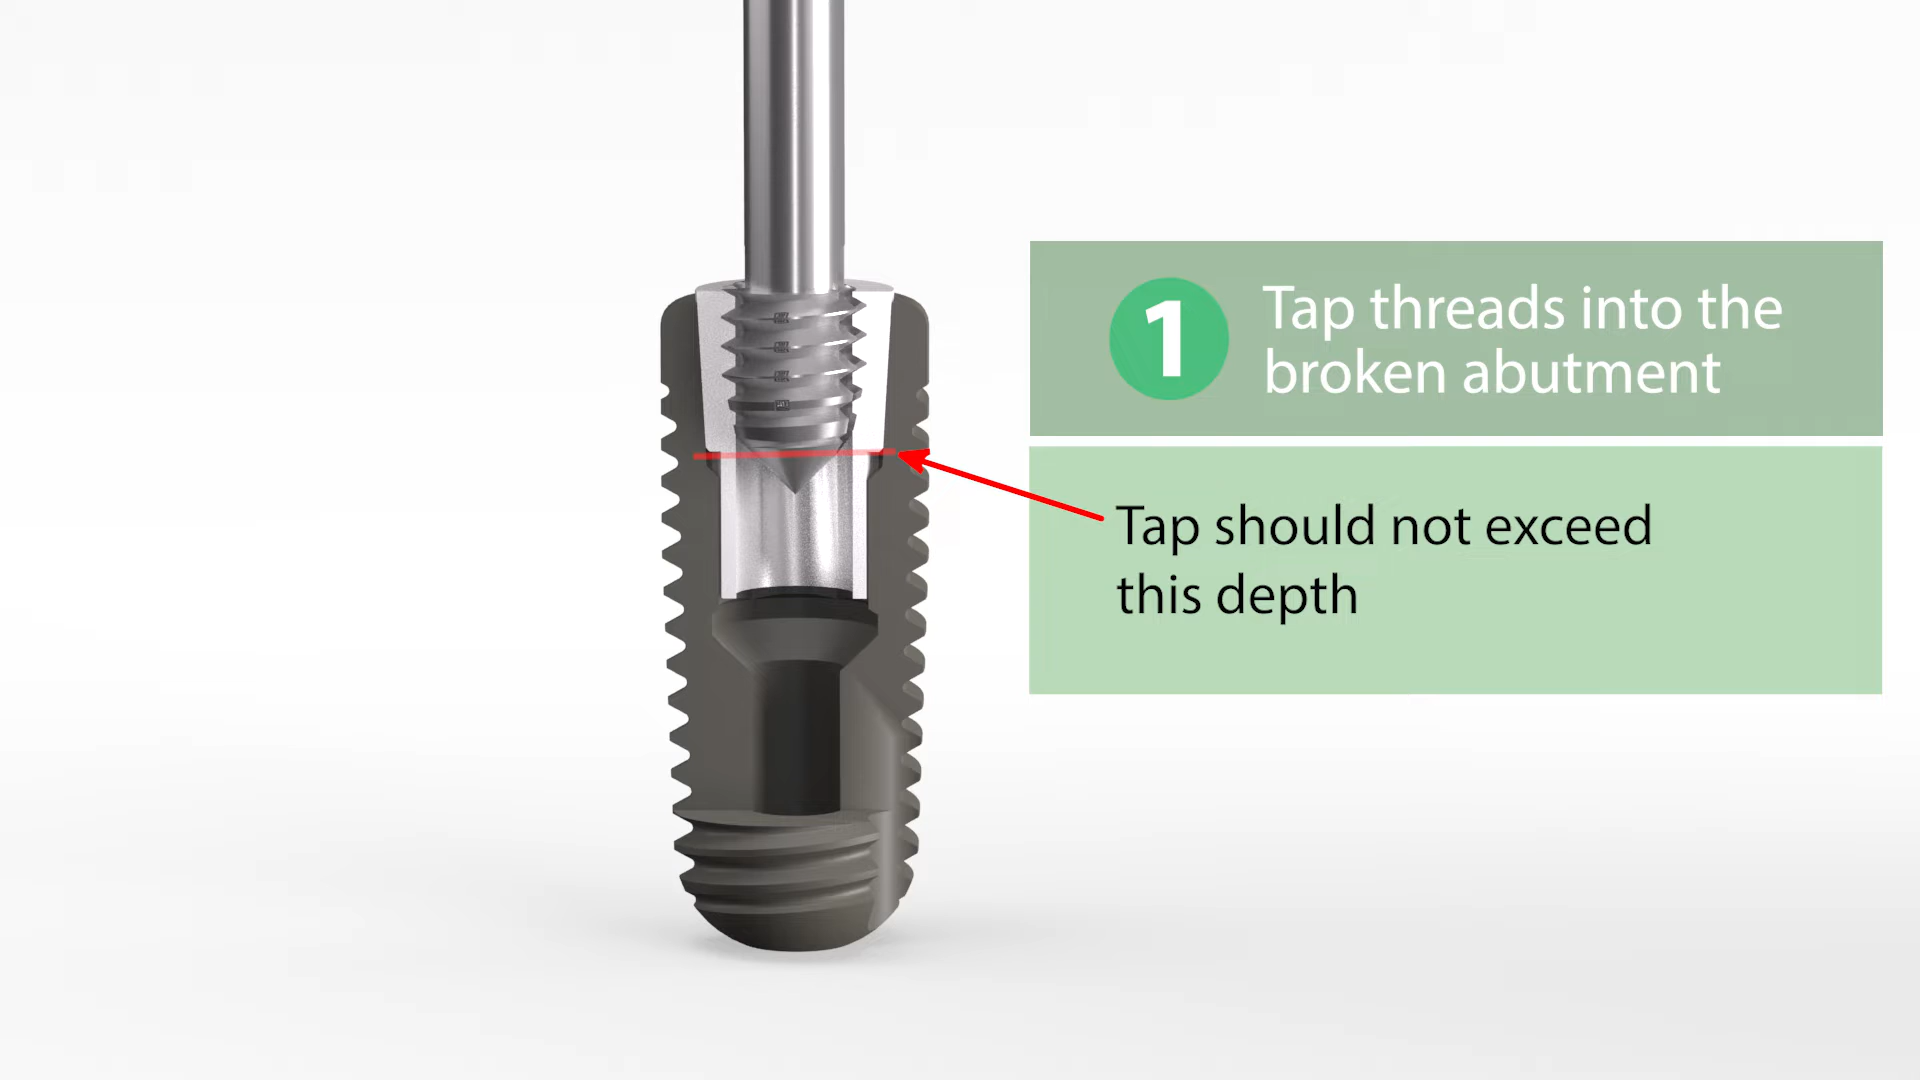 1
Tap threads into the
broken abutment
Tap should not exceed
this depth